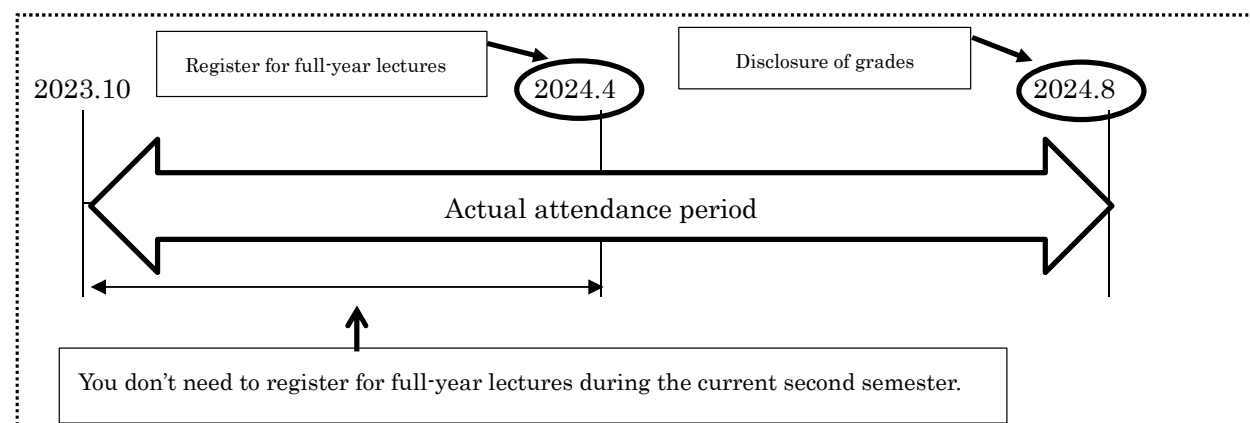 Register for full-year lectures
Disclosure of grades
2023.10
2024.4
2024.8
Actual attendance period
You don’t need to register for full-year lectures during the current second semester.